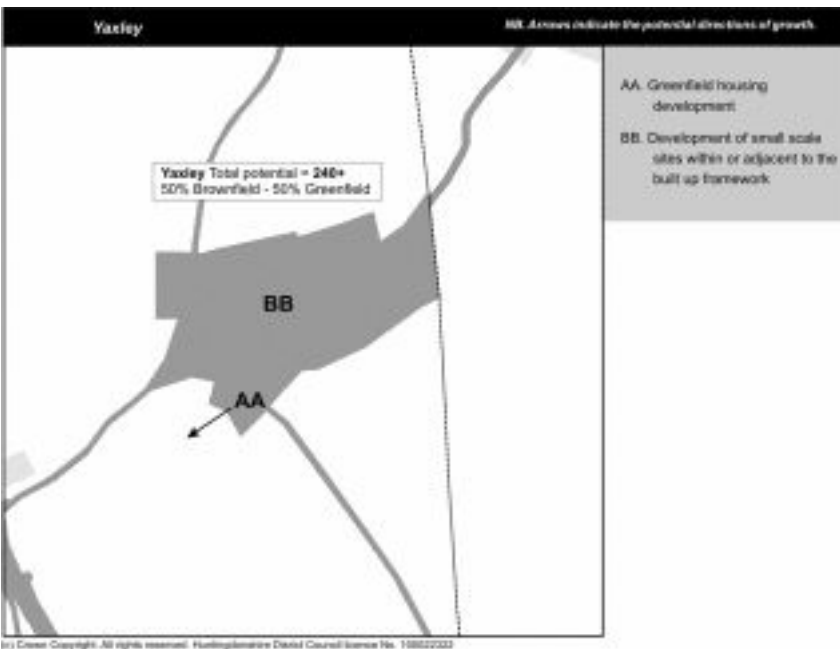 Yaxley
NB. Arrows indicate the potential directions of growth.
AA. Greenfield housing
development
BB. Development of small scale
sites within or adjacent to the
built up framework
Yaxley Total potential = 240+
50% Brownfield - 50% Greenfield
BB
AA
(c) Crown Copyright. All rights reserved. Huntingdonshire District Council licence No. 100022322